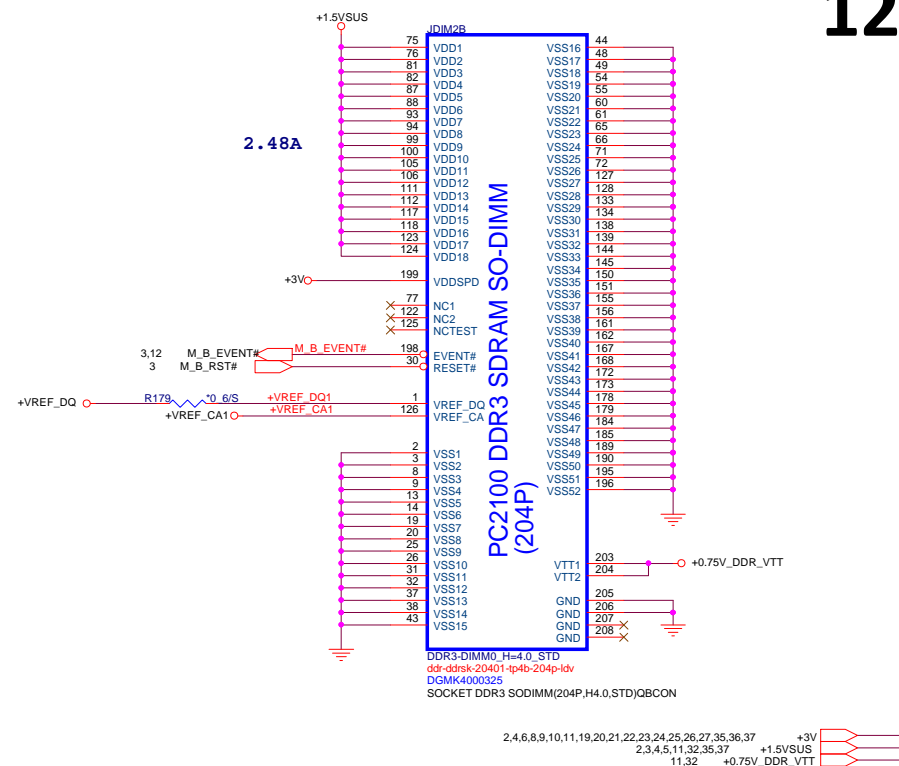 12
+1.5VSUS
JDIM2B
75 VDD1 VSS16 44
76 VDD2 VSS17 48
81 VDD3 VSS18 49
82 VDD4 VSS19 54
87 VDD5 VSS20 55
88 VDD6 VSS21 60
93 VDD7 VSS22 61
94 VDD8 VSS23 65
2.48A
99 VDD9 VSS24 66
100 VDD10 VSS25 71
105 VDD11 VSS26 72
106 VDD12 VSS27 127
111 VDD13 VSS28 128
112 VDD14 VSS29 133
117 VDD15 VSS30 134
118 VDD16 VSS31 138
123 VDD17 VSS32 139
124 VDD18 VSS33 144
VSS34 145
+3V 199 VDDSPD VSS35 150
VSS36 151
77 NC1 VSS37 155
122 NC2 VSS38 156
125 NCTEST VSS39 161
VSS40 162
3,12 M_B_EVENT# M_B_EVENT# 198 EVENT# VSS41 167
3 M_B_RST# 30 RESET# VSS42 168
VSS43 172
VSS44 173
+VREF_DQ R179 *0_6/S +VREF_DQ1 1 VREF_DQ VSS45 178
+VREF_CA1 +VREF_CA1 126 VREF_CA VSS46 179
VSS47 184
VSS48 185
2 VSS1 VSS49 189
3 VSS2 VSS50 190
8 VSS3 VSS51 195
9 VSS4 VSS52 196
13 VSS5
14 VSS6
19 VSS7
20 VSS8
25 VSS9
26 VSS10 VTT1 203 +0.75V_DDR_VTT
31 VSS11 VTT2 204
32 VSS12
37 VSS13 GND 205
38 VSS14 GND 206
43 VSS15 GND 207
GND 208
PC2100 DDR3 SDRAM SO-DIMM
(204P)
DDR3-DIMM0_H=4.0_STD
ddr-ddrsk-20401-tp4b-204p-ldv
DGMK4000325
SOCKET DDR3 SODIMM(204P,H4.0,STD)QBCON
2,4,6,8,9,10,11,19,20,21,22,23,24,25,26,27,35,36,37 +3V
2,3,4,5,11,32,35,37 +1.5VSUS
11,32 +0.75V_DDR_VTT